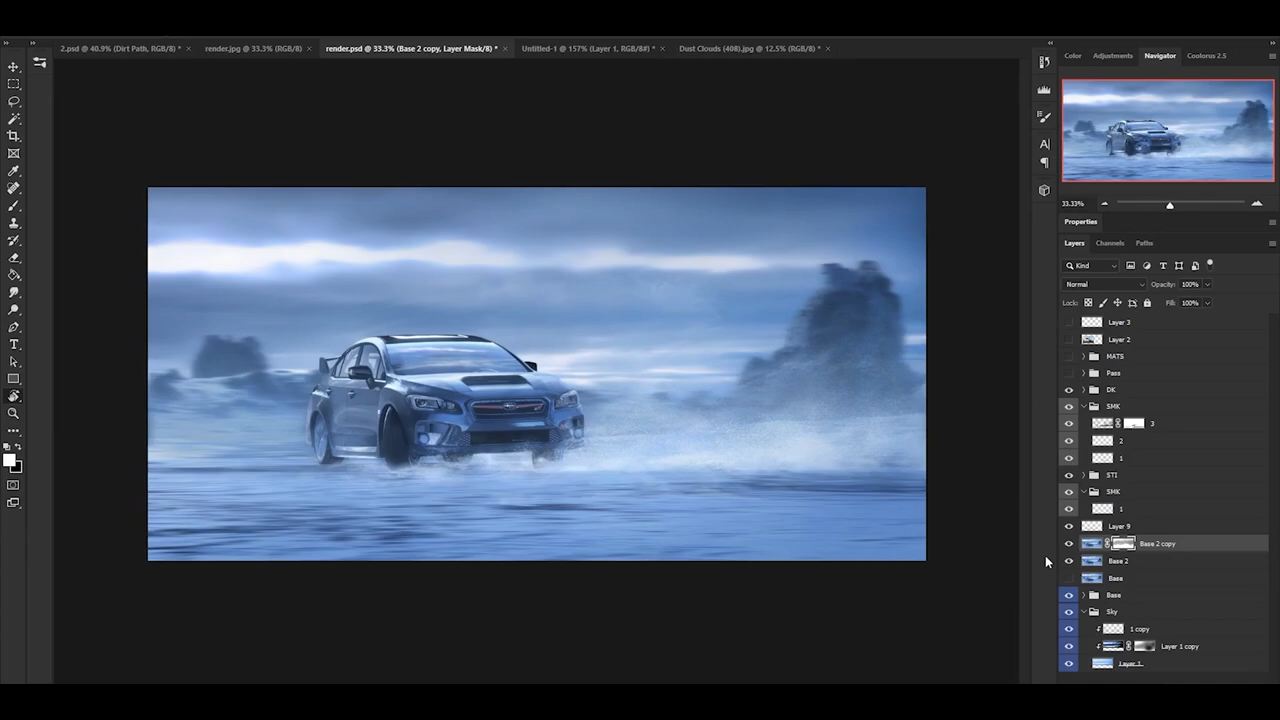 2.psd @ 40.9% (Dirt Path, RGB/8) * ×
render.jpg @ 33.3% (RGB/8) ×
render.psd @ 33.3% (Base 2 copy, Layer Mask/8) * ×
Untitled-1 @ 157% (Layer 1, RGB/8#) * ×
Dust Clouds (408).jpg @ 12.5% (RGB/8) * ×
Color Adjustments Navigator Coolorus 2.5
33.33%
Properties
Layers Channels Paths
Kind
Normal Opacity: 100%
Lock: Fill: 100%
Layer 3
Layer 2
MATS
Pass
DK
SMK
3
2
1
STI
SMK
1
Layer 9
Base 2 copy
Base 2
Base
Base
Sky
1 copy
Layer 1 copy
Layer 1